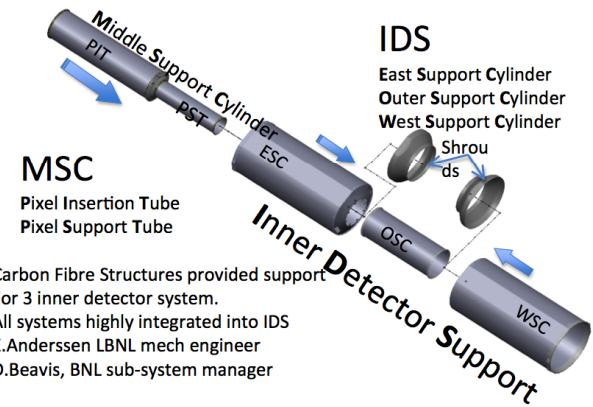 PIT
Middle Support Cylinder
PST
IDS
East Support Cylinder
Outer Support Cylinder
West Support Cylinder
ESC
Shrou
ds
MSC
Pixel Insertion Tube
Pixel Support Tube
OSC
Inner Detector Support
WSC
Carbon Fibre Structures provided support
For 3 inner detector system.
All systems highly integrated into IDS
E.Anderssen LBNL mech engineer
D.Beavis, BNL sub-system manager